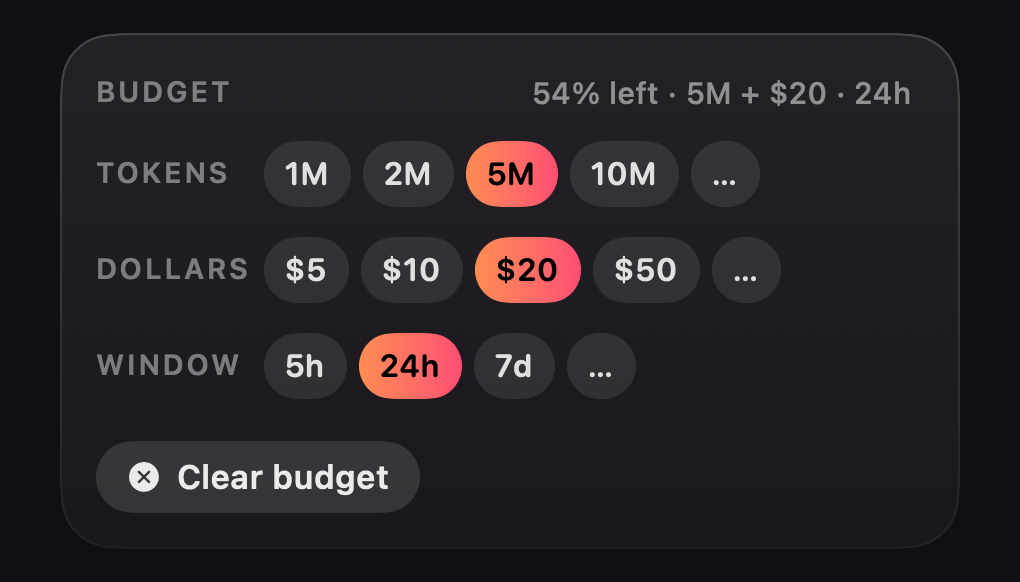 BUDGET 54% left · 5M + $20 · 24h
TOKENS 1M 2M 5M 10M ...
DOLLARS $5 $10 $20 $50 ...
WINDOW 5h 24h 7d ...
Clear budget